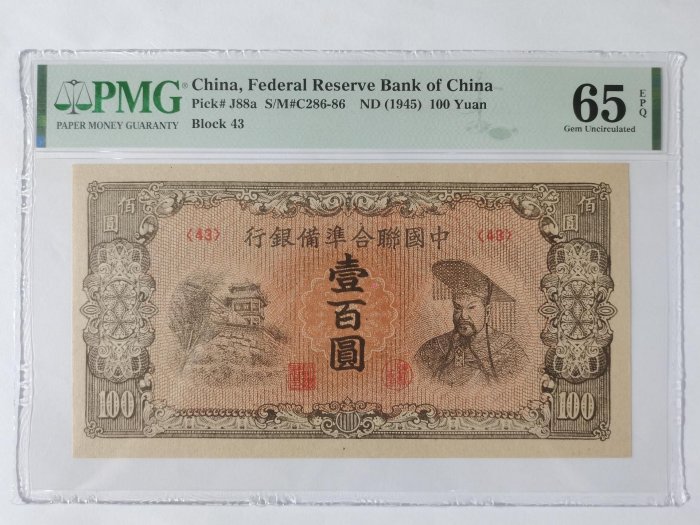 PMG
PAPER MONEY GUARANTY
China, Federal Reserve Bank of China
Pick# J88a S/M#C286-86 ND (1945) 100 Yuan
Block 43
65 EPQ
Gem Uncirculated
佰圓
佰圓
〈43〉
〈43〉
行銀備準合聯國中
壹百圓
100
100